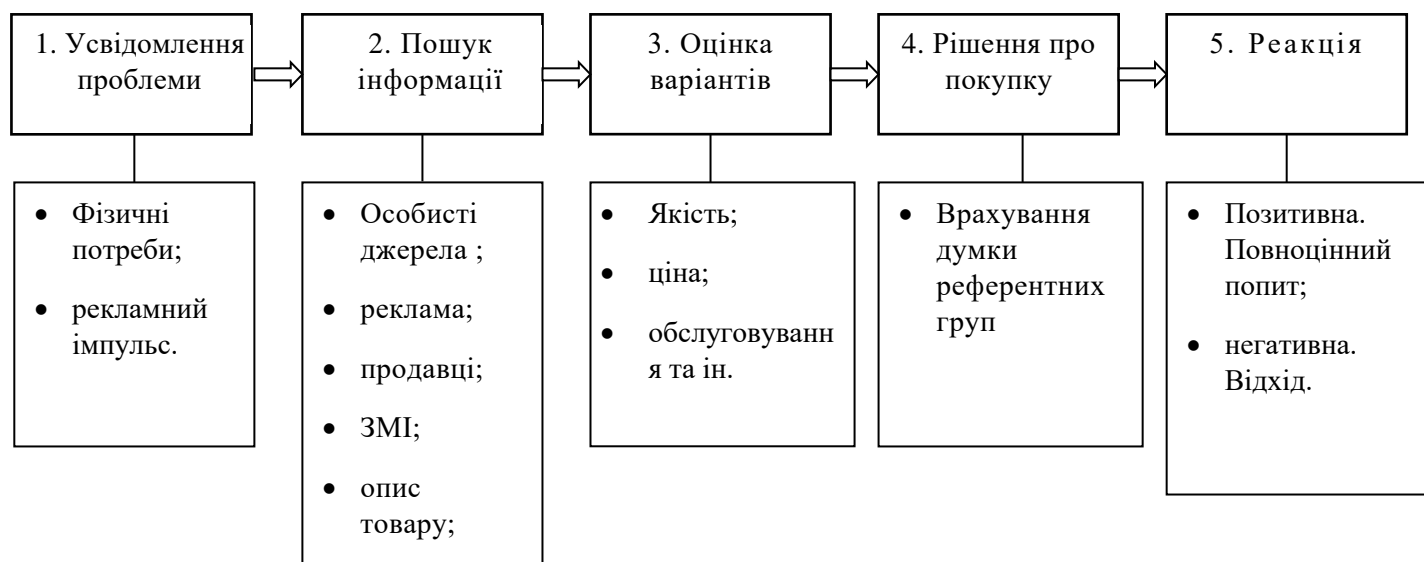 1. Усвідомлення
проблеми
2. Пошук
інформації
3. Оцінка
варіантів
4. Рішення про
покупку
5. Реакція
• Фізичні
потреби;
• рекламний
імпульс.
• Особисті
джерела ;
• реклама;
• продавці;
• ЗМІ;
• опис
товару;
• Якість;
• ціна;
• обслуговуванн
я та ін.
• Врахування
думки
референтних
груп
• Позитивна.
Повноцінний
попит;
• негативна.
Відхід.